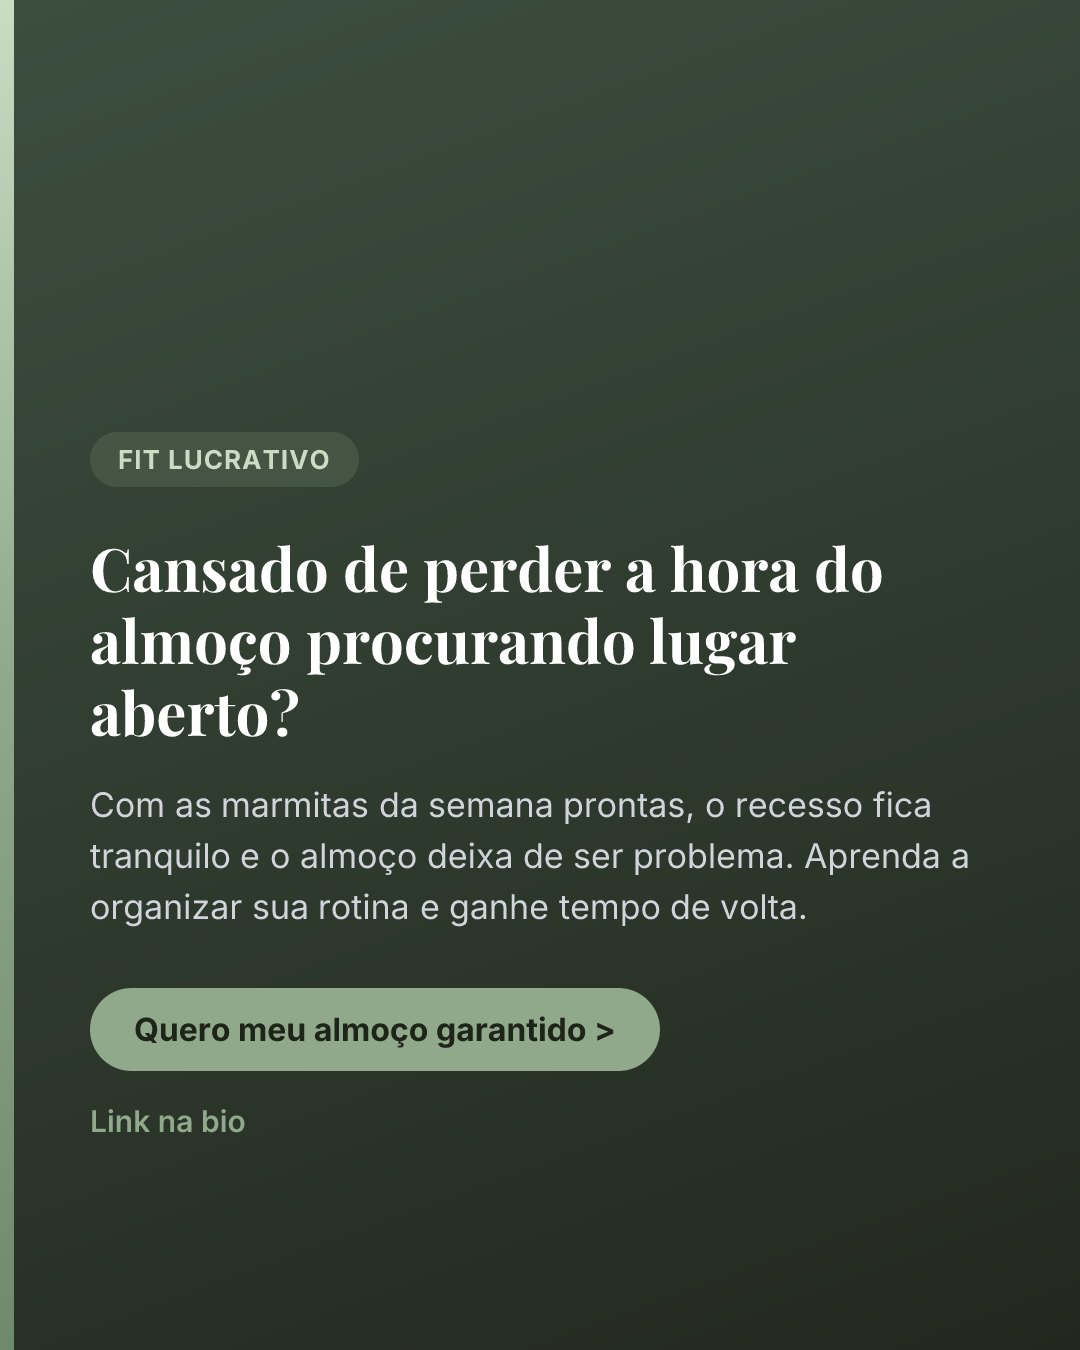 FIT LUCRATIVO
Cansado de perder a hora do
almoço procurando lugar
aberto?
Com as marmitas da semana prontas, o recesso fica
tranquilo e o almoço deixa de ser problema. Aprenda a
organizar sua rotina e ganhe tempo de volta.
Quero meu almoço garantido >
Link na bio